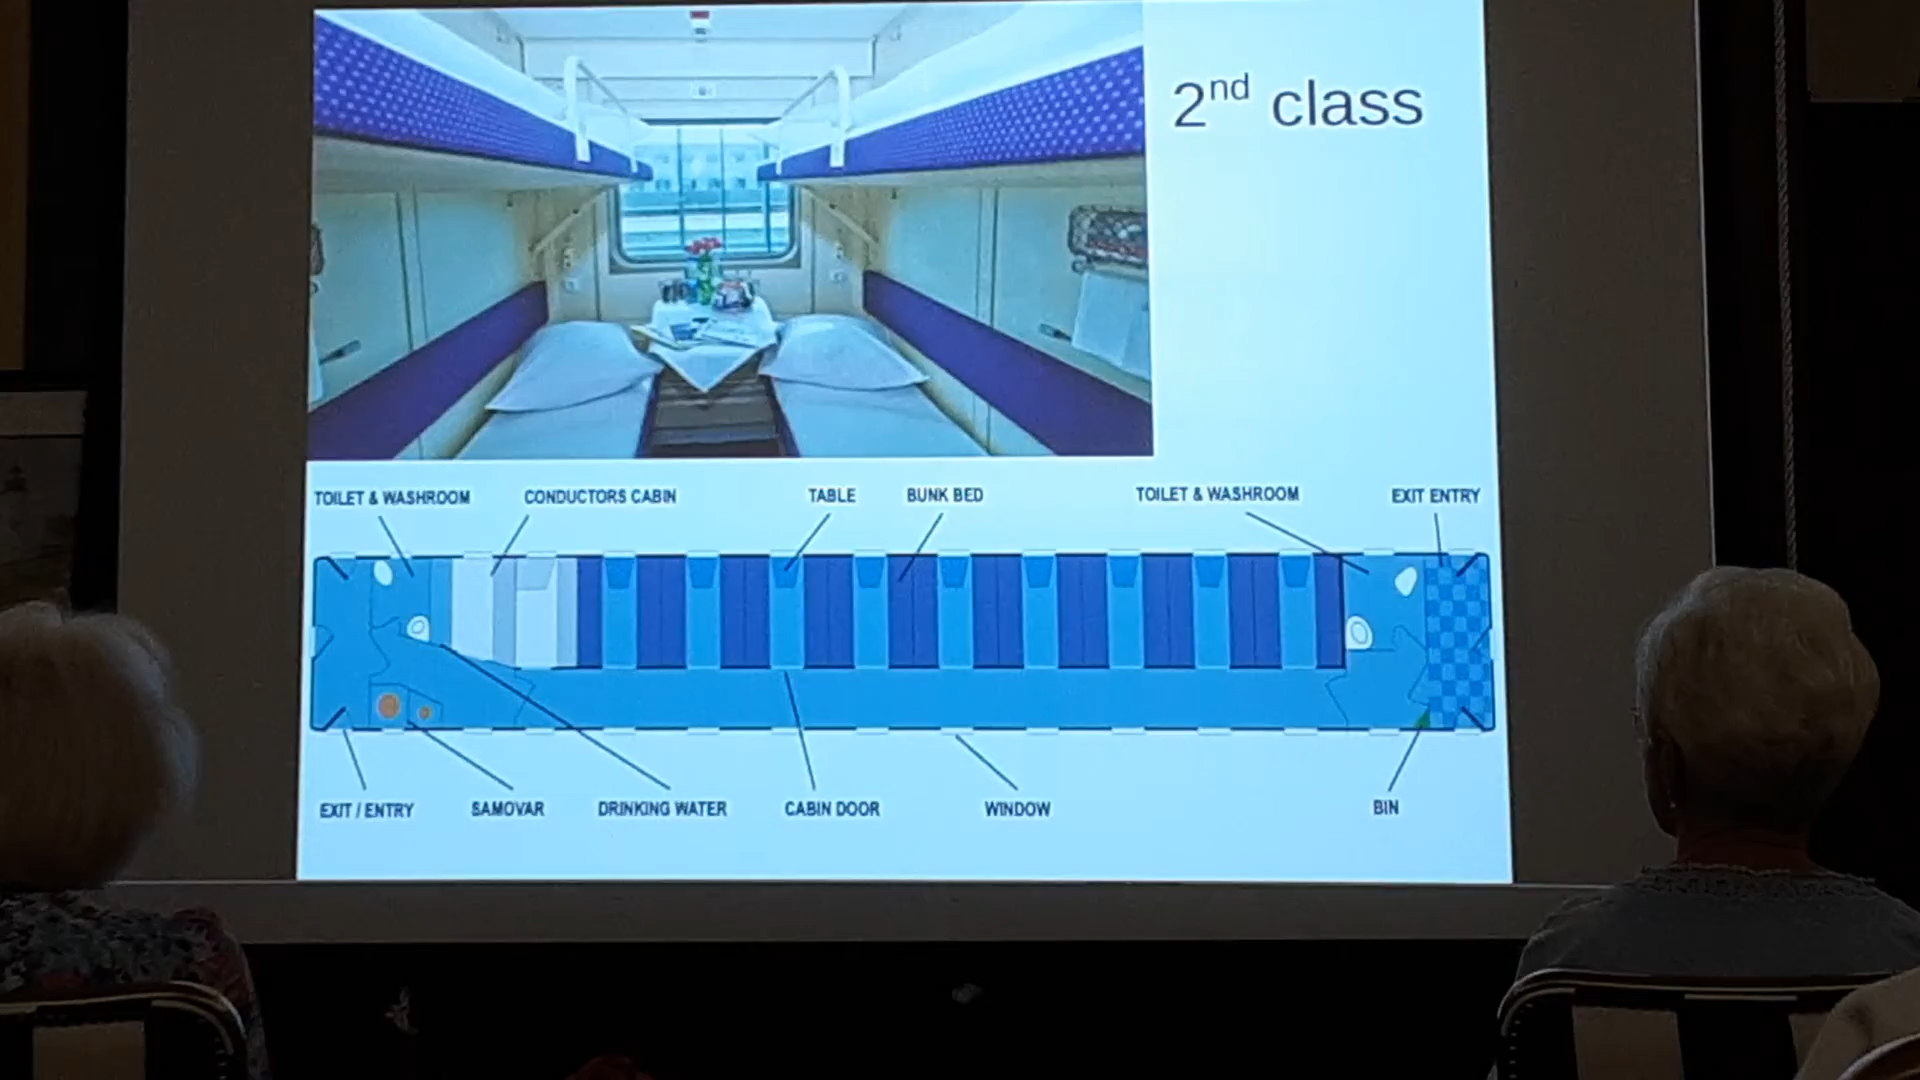 2nd class
TOILET & WASHROOM
CONDUCTORS CABIN
TABLE
BUNK BED
TOILET & WASHROOM
EXIT ENTRY
EXIT / ENTRY
SAMOVAR
DRINKING WATER
CABIN DOOR
WINDOW
BIN